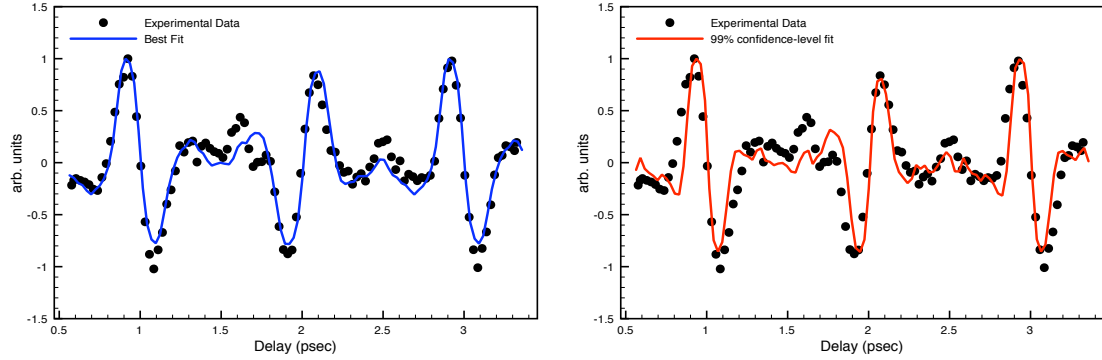 Experimental Data
Best Fit
1.5
1
0.5
0
-0.5
-1
-1.5
arb. units
0.5 1 1.5 2 2.5 3
Delay (psec)
Experimental Data
99% confidence-level fit
1.5
1
0.5
0
-0.5
-1
-1.5
arb. units
0.5 1 1.5 2 2.5 3
Delay (psec)